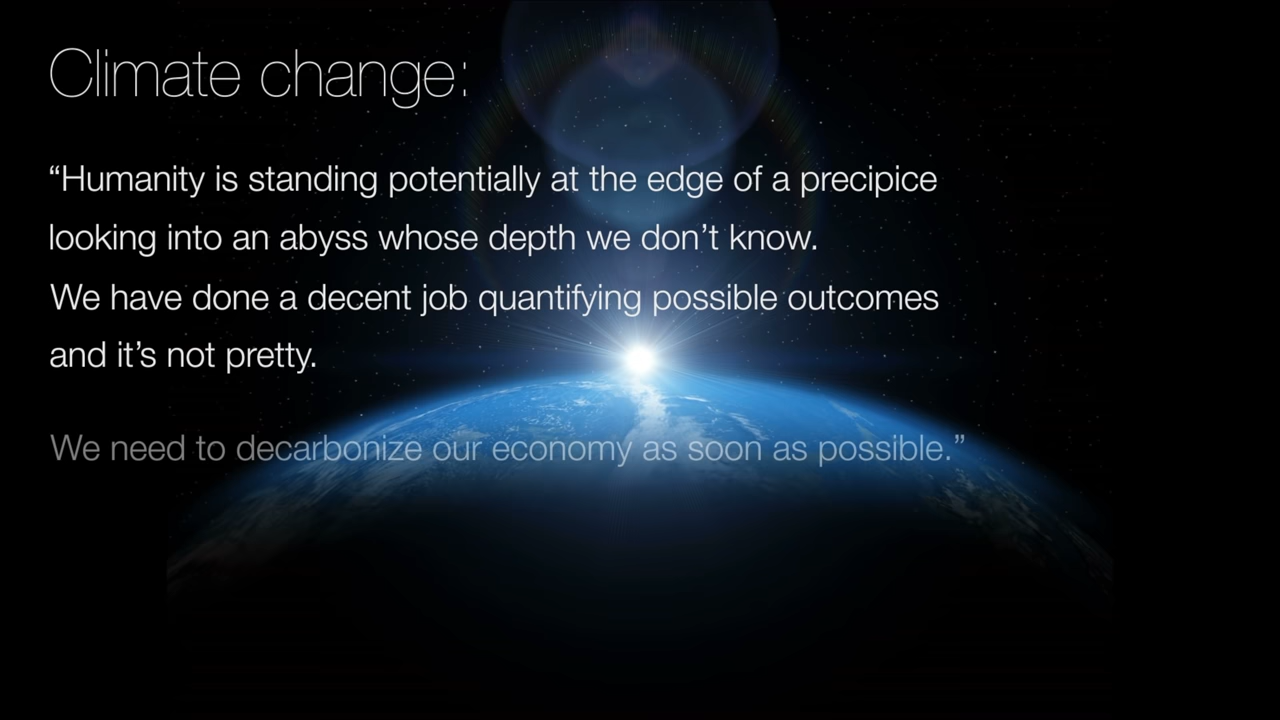 Climate change:
“Humanity is standing potentially at the edge of a precipice
looking into an abyss whose depth we don’t know.
We have done a decent job quantifying possible outcomes
and it’s not pretty.
We need to decarbonize our economy as soon as possible.”